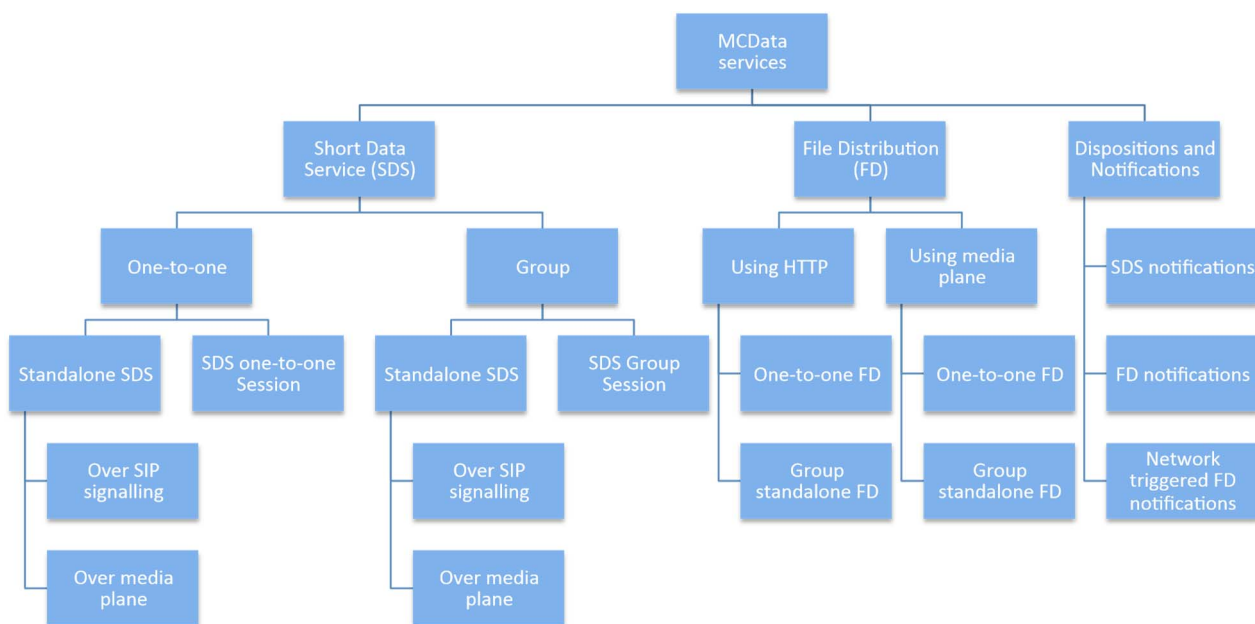 MCData
services
Short Data
Service (SDS)
File Distribution
(FD)
Dispositions and
Notifications
One-to-one
Group
Using HTTP
Using media
plane
SDS notifications
Standalone SDS
SDS one-to-one
Session
Standalone SDS
SDS Group
Session
One-to-one FD
One-to-one FD
FD notifications
Over SIP
signalling
Over SIP
signalling
Group
standalone FD
Group
standalone FD
Network
triggered FD
notifications
Over media
plane
Over media
plane